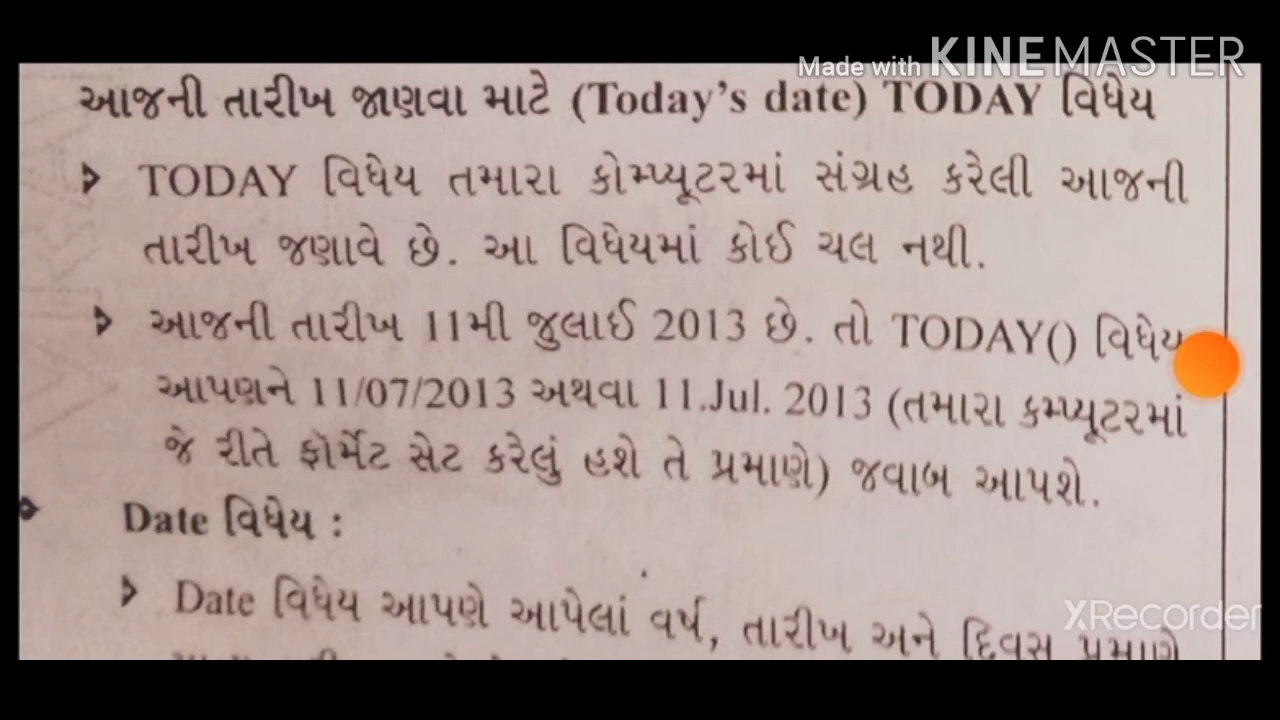 Made with KINEMASTER
આજની તારીખ જાણવા માટે (Today's date) TODAY વિધેય
TODAY વિધેય તમારા કોમ્પ્યૂટરમાં સંગ્રહ કરેલી આજની
તારીખ જણાવે છે. આ વિધેયમાં કોઈ ચલ નથી.
આજની તારીખ 11મી જુલાઈ 2013 છે. તો TODAY() વિધેય
આપણને 11/07/2013 અથવા 11.Jul. 2013 (તમારા કમ્પ્યૂટરમાં
જે રીતે ફોર્મેટ સેટ કરેલું હશે તે પ્રમાણે) જવાબ આપશે.
Date વિધેય :
Date વિધેય આપણે આપેલાં વર્ષ, તારીખ અને દિવસ પ્રમાણે
XRecorder